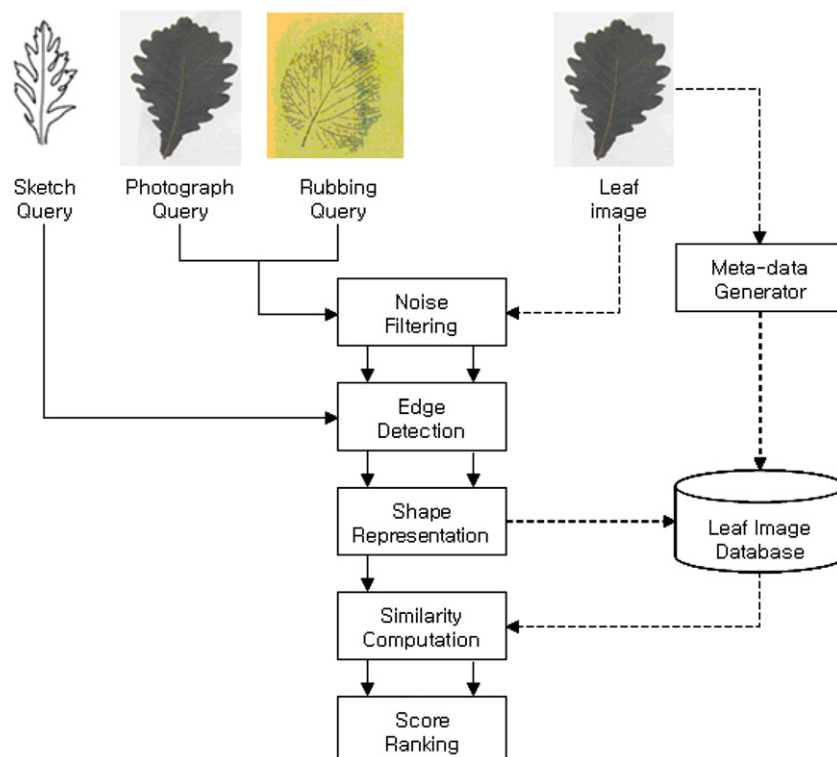 Sketch
Query
Photograph
Query
Rubbing
Query
Leaf
image
Meta-data
Generator
Noise
Filtering
Edge
Detection
Shape
Representation
Leaf Image
Database
Similarity
Computation
Score
Ranking